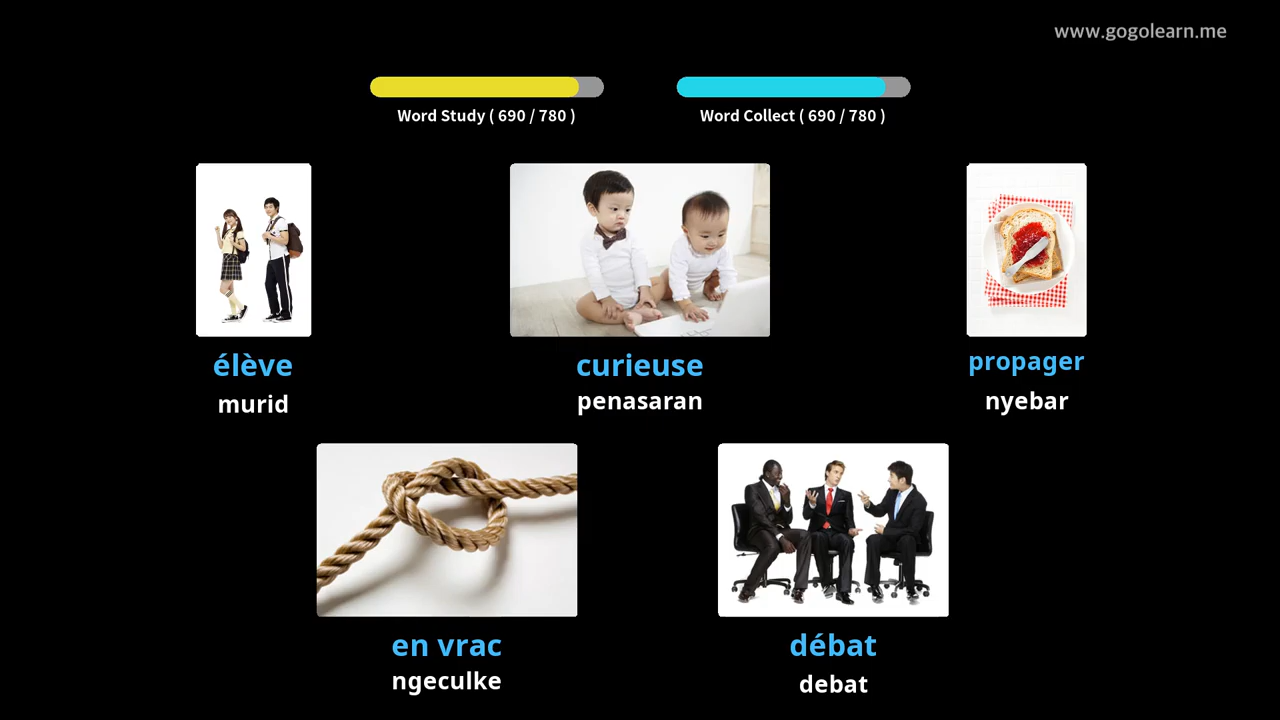 www.gogolearn.me
Word Study ( 690 / 780 )
Word Collect ( 690 / 780 )
élève
murid
curieuse
penasaran
propager
nyebar
en vrac
ngeculke
débat
debat